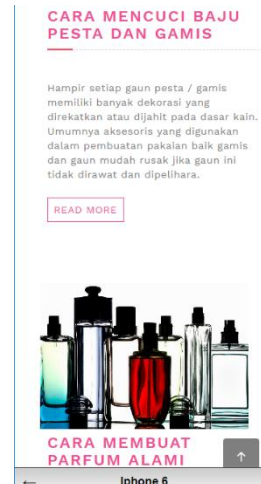 CARA MENCUCI BAJU
PESTA DAN GAMIS
Hampir setiap gaun pesta / gamis
memiliki banyak dekorasi yang
direkatkan atau dijahit pada dasar kain.
Umumnya aksesoris yang digunakan
dalam pembuatan pakaian baik gamis
dan gaun mudah rusak jika gaun ini
tidak dirawat dan dipelihara.
READ MORE
CARA MEMBUAT
PARFUM ALAMI
Iphone 6